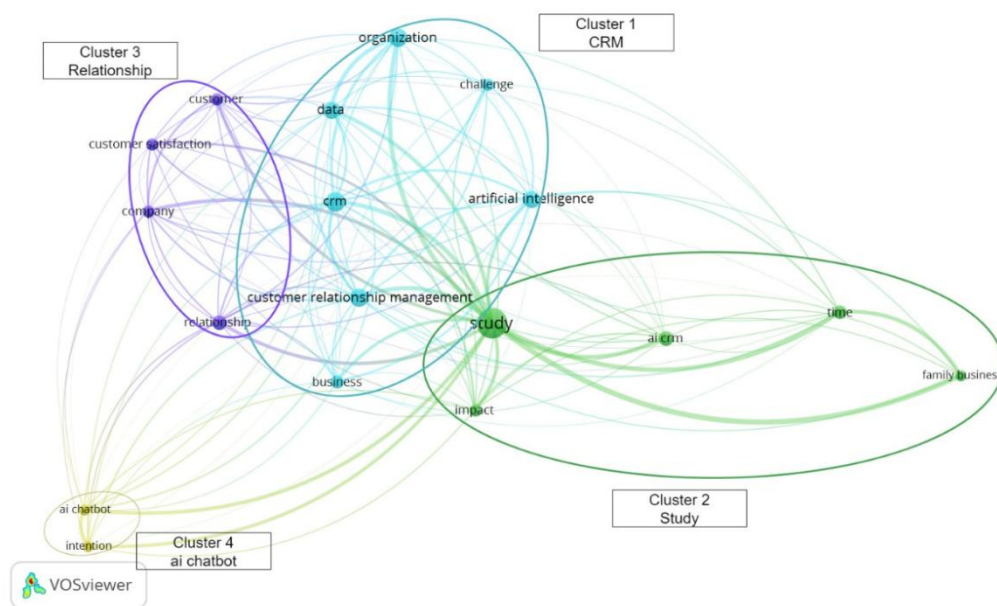 Cluster 1
CRM
organization
Cluster 3
Relationship
challenge
customer
data
customer satisfaction
crm
artificial intelligence
company
customer relationship management
relationship
study
time
ai crm
business
family busines
impact
Cluster 2
Study
ai chatbot
intention
Cluster 4
ai chatbot
VOSviewer